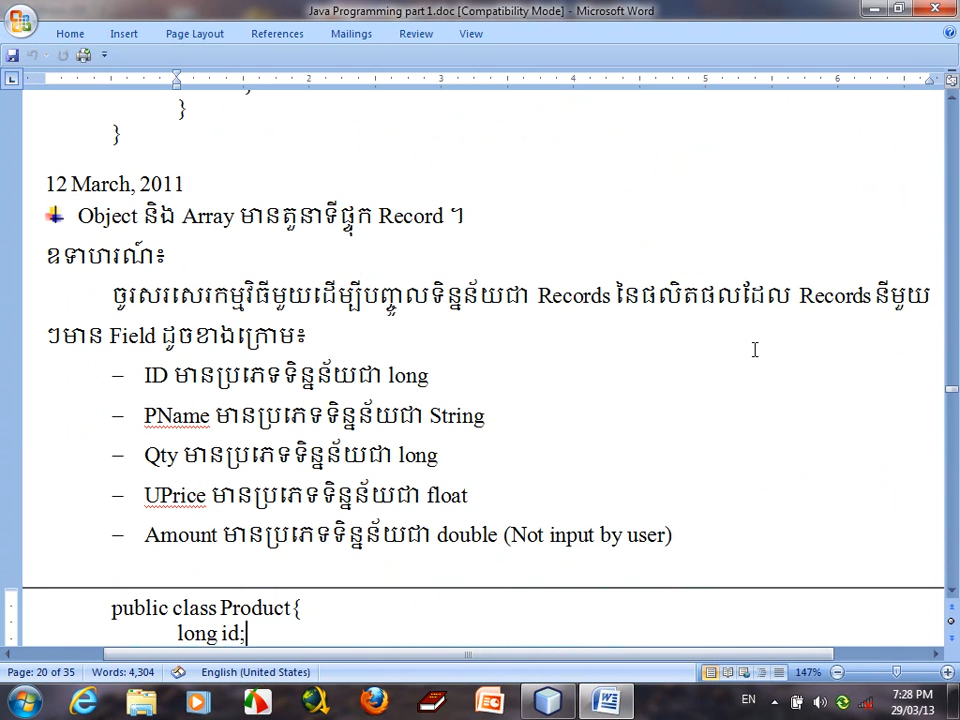 Java Programming part 1.doc [Compatibility Mode] - Microsoft Word
Home Insert Page Layout References Mailings Review View
2 3 4 5 6
}
}
12 March, 2011
Object និង Array មានតួនាទីផ្ទុក Record ។
ឧទាហរណ៍៖
ចូរសរសេរកម្មវិធីមួយដើម្បីបញ្ចូលទិន្នន័យជា Records នៃផលិតផលដែល Records នីមួយ
ៗមាន Field ដូចខាងក្រោម៖
– ID មានប្រភេទទិន្នន័យជា long
– PName មានប្រភេទទិន្នន័យជា String
– Qty មានប្រភេទទិន្នន័យជា long
– UPrice មានប្រភេទទិន្នន័យជា float
– Amount មានប្រភេទទិន្នន័យជា double (Not input by user)
public class Product{
long id;
Page: 20 of 35 Words: 4,304 English (United States) 147%
EN 7:28 PM
29/03/13